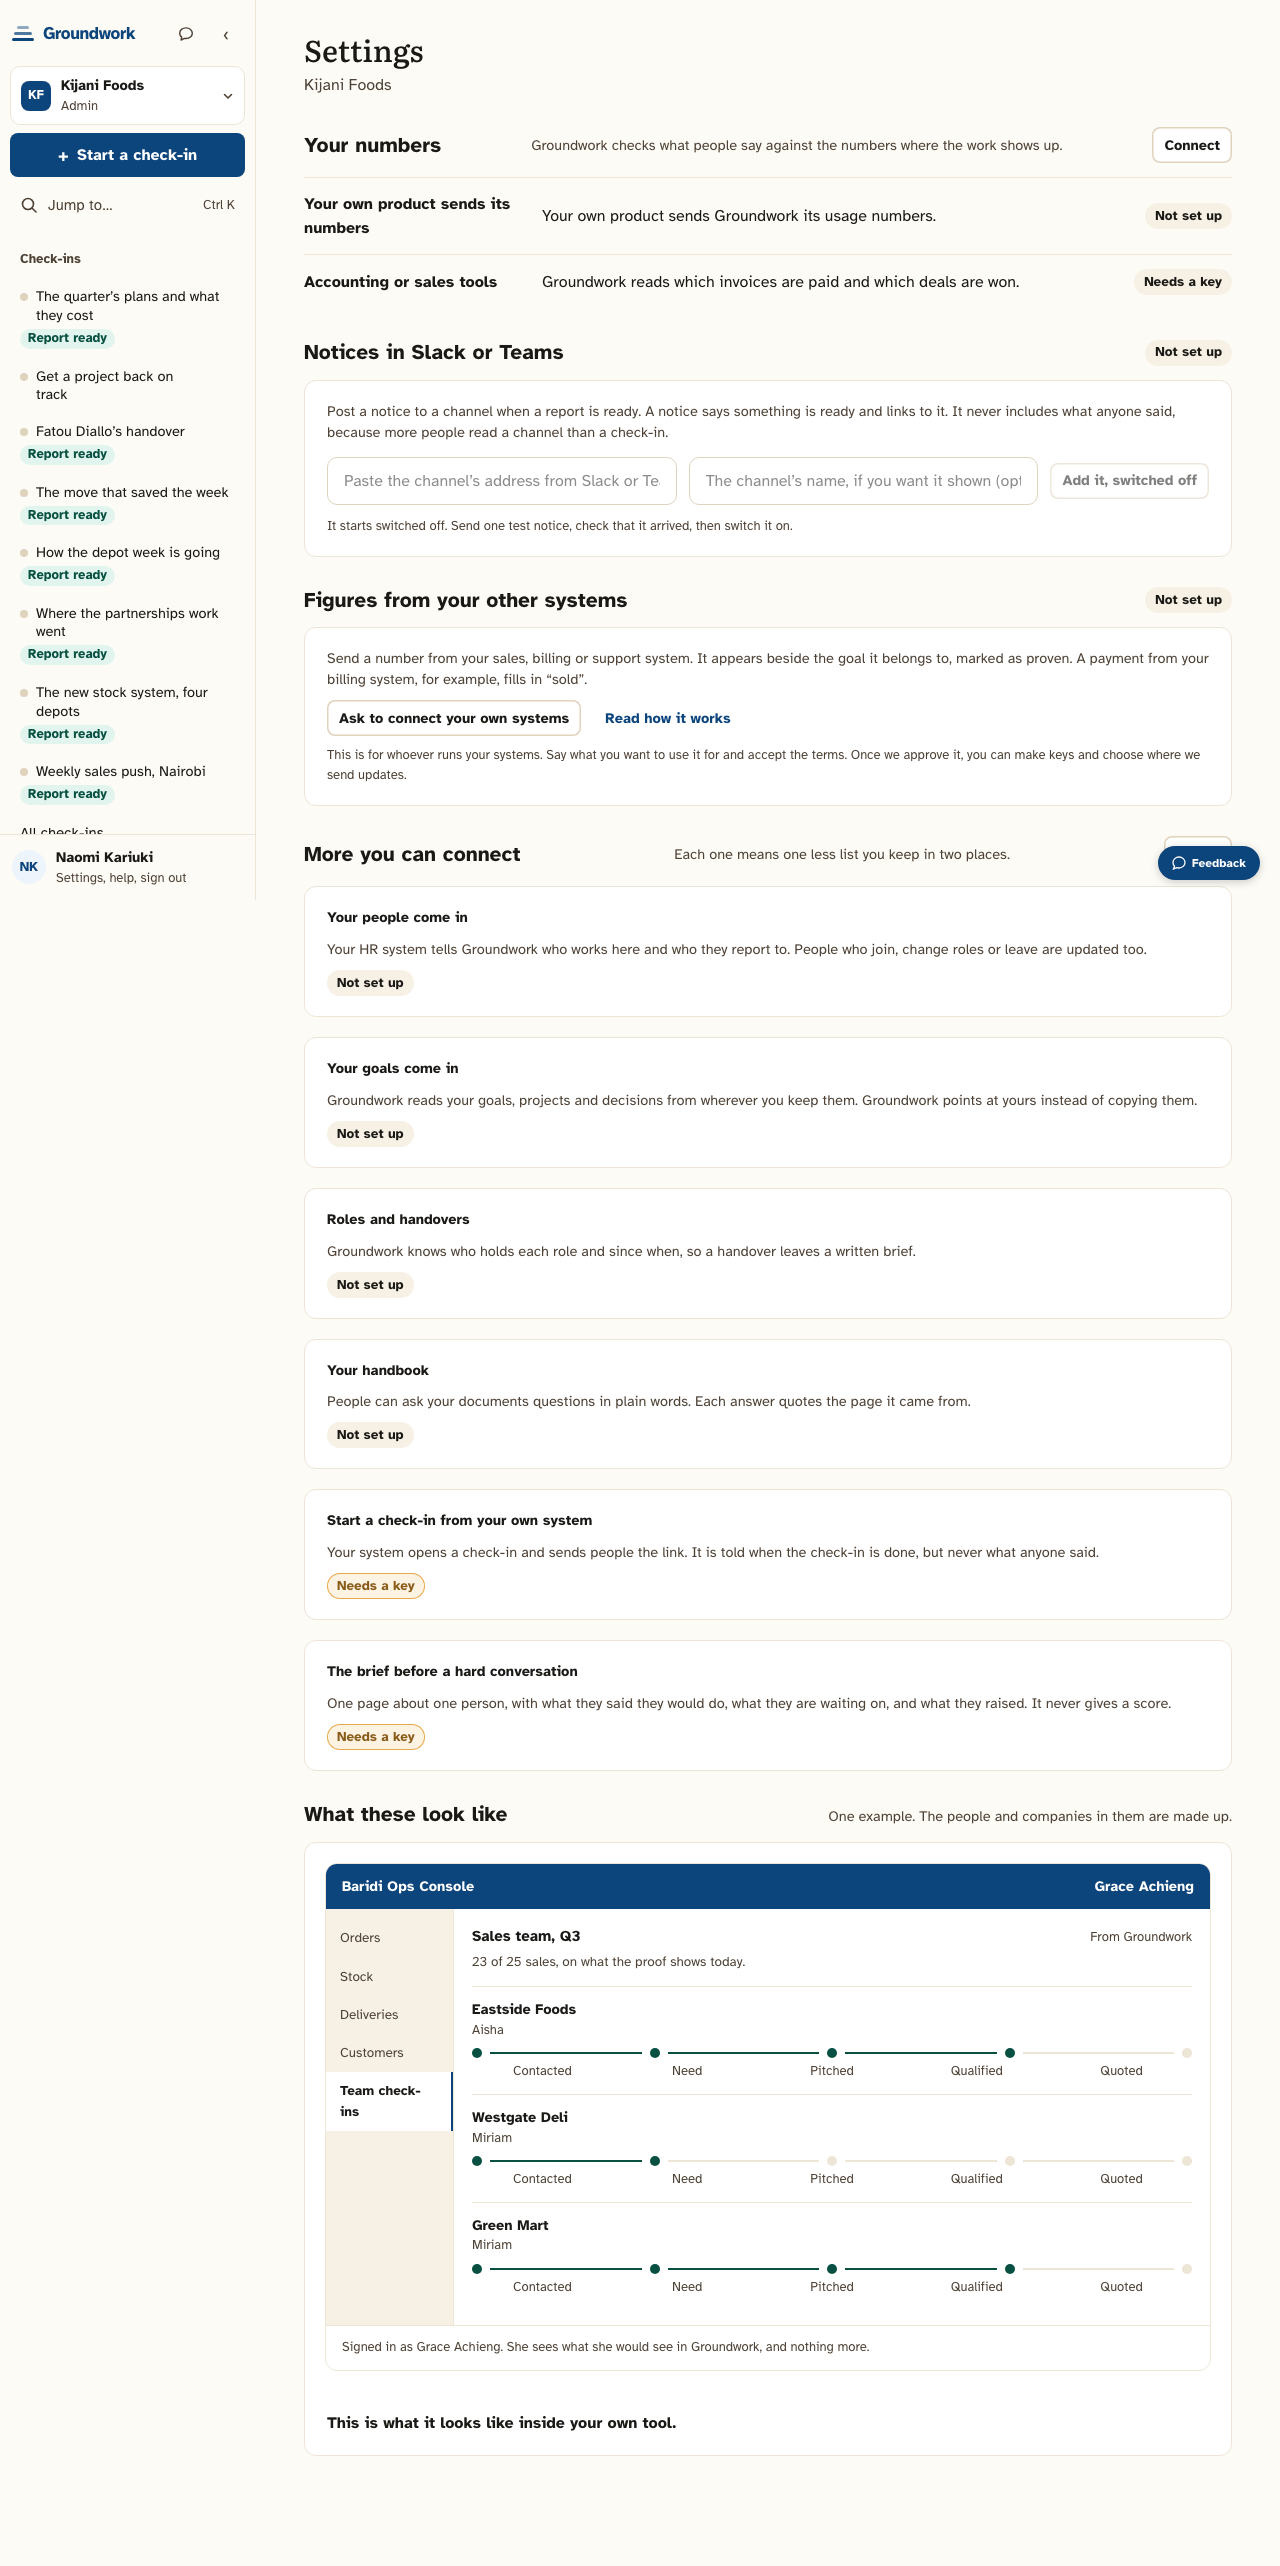 Groundwork
KF
Kijani Foods
Admin
+ Start a check-in
Jump to...
Ctrl K
Check-ins
The quarter's plans and what
they cost
Report ready
Get a project back on
track
Fatou Diallo's handover
Report ready
The move that saved the week
Report ready
How the depot week is going
Report ready
Where the partnerships work
went
Report ready
The new stock system, four
depots
Report ready
Weekly sales push, Nairobi
Report ready
All check-ins
NK
Naomi Kariuki
Settings, help, sign out
Settings
Kijani Foods
Your numbers
Groundwork checks what people say against the numbers where the work shows up.
Connect
Your own product sends its
numbers
Your own product sends Groundwork its usage numbers.
Not set up
Accounting or sales tools
Groundwork reads which invoices are paid and which deals are won.
Needs a key
Notices in Slack or Teams
Not set up
Post a notice to a channel when a report is ready. A notice says something is ready and links to it. It never includes what anyone said,
because more people read a channel than a check-in.
Paste the channel's address from Slack or Te
The channel's name, if you want it shown (opt
Add it, switched off
It starts switched off. Send one test notice, check that it arrived, then switch it on.
Figures from your other systems
Not set up
Send a number from your sales, billing or support system. It appears beside the goal it belongs to, marked as proven. A payment from your
billing system, for example, fills in “sold”.
Ask to connect your own systems
Read how it works
This is for whoever runs your systems. Say what you want to use it for and accept the terms. Once we approve it, you can make keys and choose where we
send updates.
More you can connect
Each one means one less list you keep in two places.
Feedback
Your people come in
Your HR system tells Groundwork who works here and who they report to. People who join, change roles or leave are updated too.
Not set up
Your goals come in
Groundwork reads your goals, projects and decisions from wherever you keep them. Groundwork points at yours instead of copying them.
Not set up
Roles and handovers
Groundwork knows who holds each role and since when, so a handover leaves a written brief.
Not set up
Your handbook
People can ask your documents questions in plain words. Each answer quotes the page it came from.
Not set up
Start a check-in from your own system
Your system opens a check-in and sends people the link. It is told when the check-in is done, but never what anyone said.
Needs a key
The brief before a hard conversation
One page about one person, with what they said they would do, what they are waiting on, and what they raised. It never gives a score.
Needs a key
What these look like
One example. The people and companies in them are made up.
Baridi Ops Console
Grace Achieng
Orders
Stock
Deliveries
Customers
Team check-
ins
Sales team, Q3
From Groundwork
23 of 25 sales, on what the proof shows today.
Eastside Foods
Aisha
Contacted Need Pitched Qualified Quoted
Westgate Deli
Miriam
Contacted Need Pitched Qualified Quoted
Green Mart
Miriam
Contacted Need Pitched Qualified Quoted
Signed in as Grace Achieng. She sees what she would see in Groundwork, and nothing more.
This is what it looks like inside your own tool.